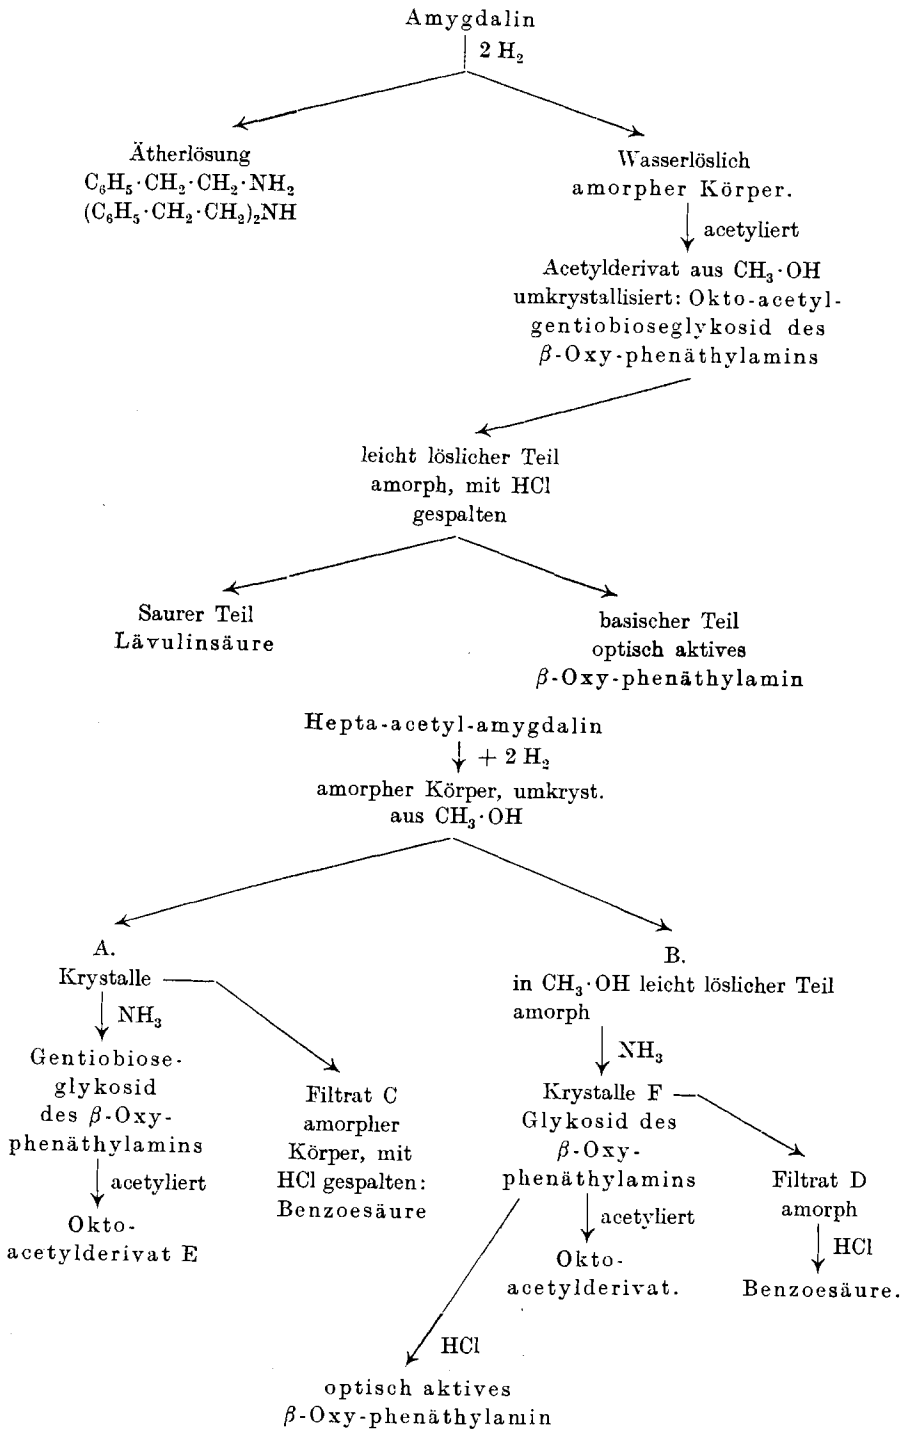 Amygdalin
2 H₂
Ätherlösung
C₆H₅·CH₂·CH₂·NH₂
(C₆H₅·CH₂·CH₂)₂NH
Wasserlöslich
amorpher Körper.
acetyliert
Acetylderivat aus CH₃·OH
umkrystallisiert: Okto-acetyl-
gentiobioseglykosid des
β-Oxy-phenäthylamins
leicht löslicher Teil
amorph, mit HCl
gespalten
Saurer Teil
Lävulinsäure
basischer Teil
optisch aktives
β-Oxy-phenäthylamin
Hepta-acetyl-amygdalin
+ 2 H₂
amorpher Körper, umkryst.
aus CH₃·OH
A.
Krystalle
NH₃
Gentiobiose-
glykosid
des β-Oxy-
phenäthylamins
acetyliert
Okto-
acetylderivat E
Filtrat C
amorpher
Körper, mit
HCl gespalten:
Benzoesäure
B.
in CH₃·OH leicht löslicher Teil
amorph
NH₃
Krystalle F
Glykosid des
β-Oxy-
phenäthylamins
acetyliert
Okto-
acetylderivat.
Filtrat D
amorph
HCl
Benzoesäure.
HCl
optisch aktives
β-Oxy-phenäthylamin